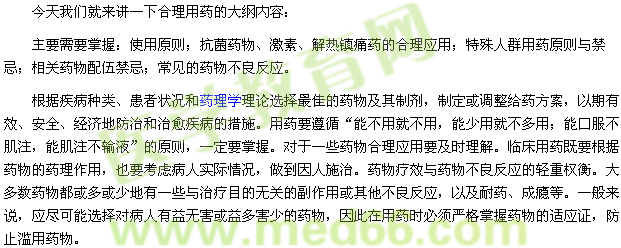 今天我们就来讲一下合理用药的大纲内容：
主要需要掌握：使用原则；抗菌药物、激素、解热镇痛药的合理应用；特殊人群用药原则与禁
忌；相关药物配伍禁忌；常见的药物不良反应。
根据疾病种类、患者状况和药理学理论选择最佳的药物及其制剂，制定或调整给药方案，以期有
效、安全、经济地防治和治愈疾病的措施。用药要遵循“能不用就不用，能少用就不多用；能口服不
肌注，能肌注不输液”的原则，一定要掌握。对于一些药物合理应用要及时理解。临床用药既要根据
药物的药理作用，也要考虑病人实际情况，做到因人施治。药物疗效与药物不良反应的轻重权衡。大
多数药物都或多或少地有一些与治疗目的无关的副作用或其他不良反应，以及耐药、成瘾等。一般来
说，应尽可能选择对病人有益无害或益多害少的药物，因此在用药时必须严格掌握药物的适应证，防
止滥用药物。
医学教育网
www.med66.com